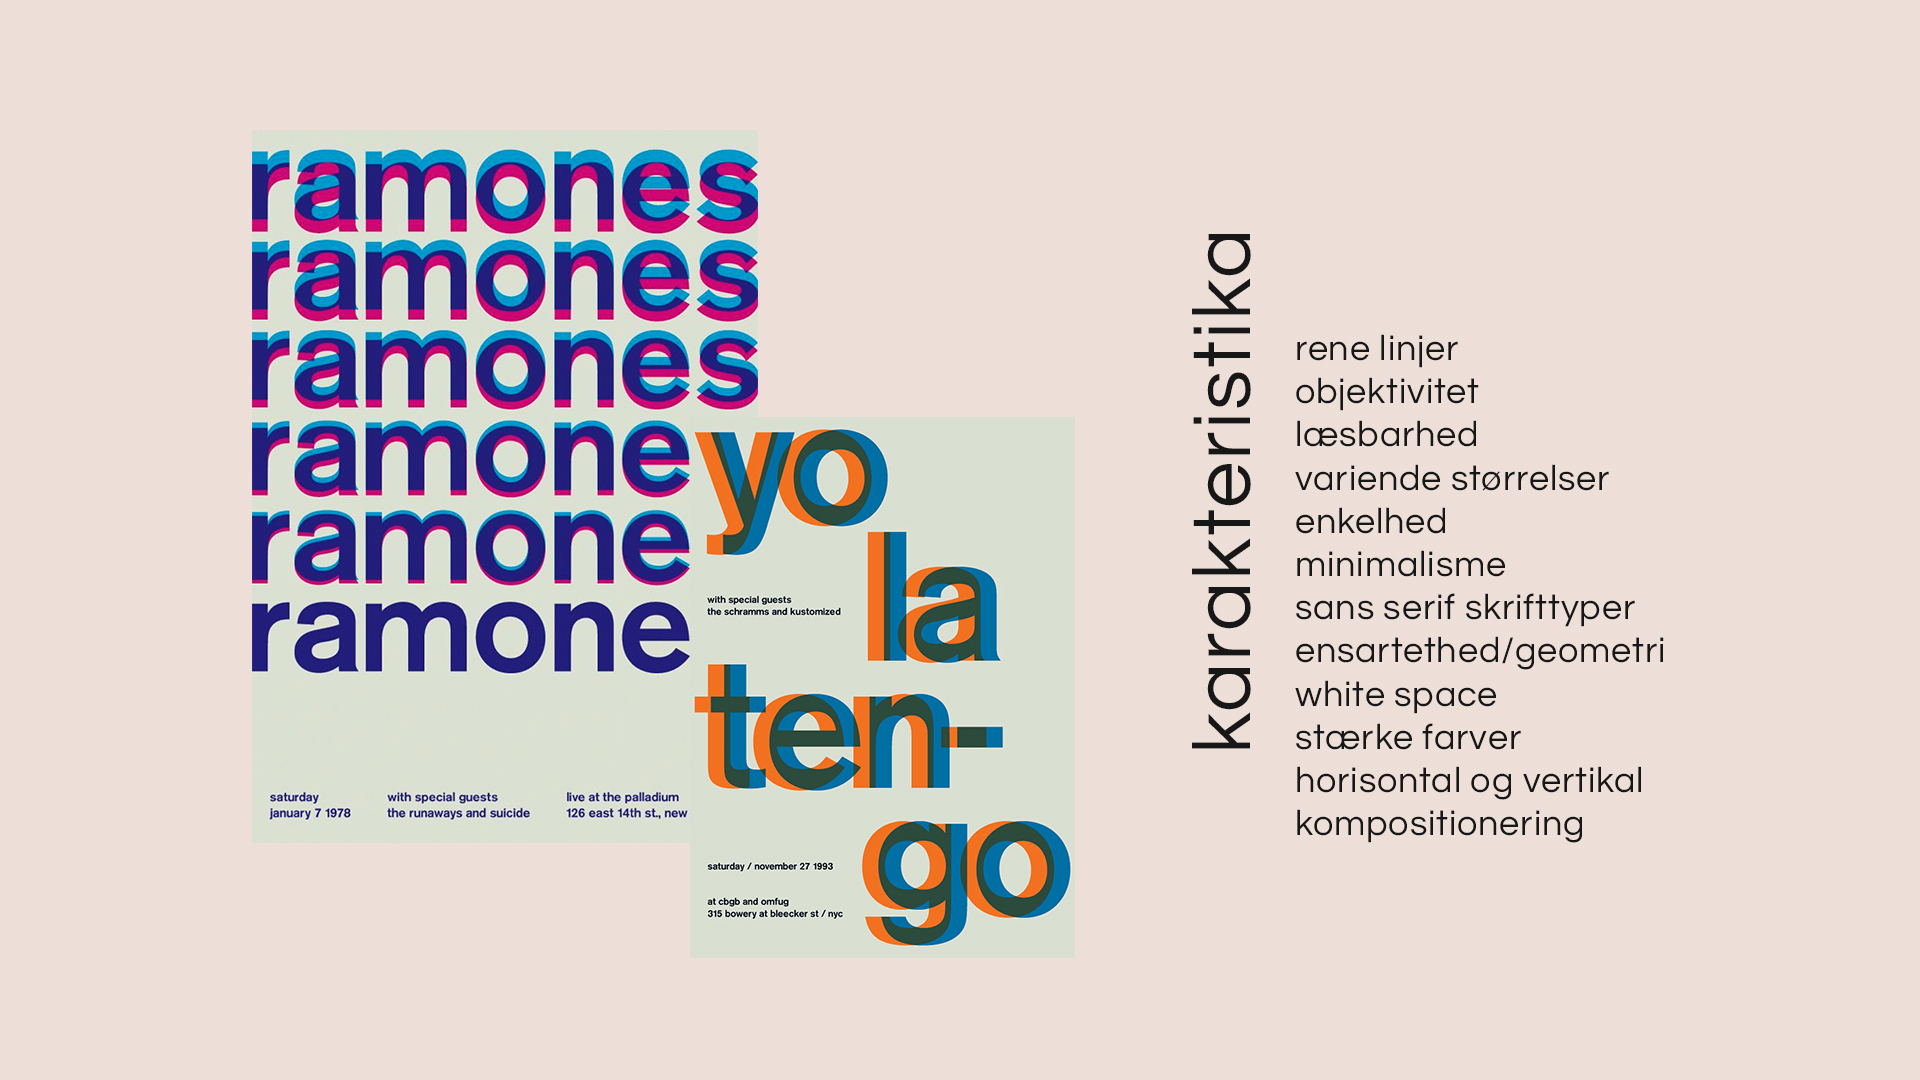 ramones
ramones
ramones
ramone
ramone
ramone
saturday
january 7 1978
with special guests
the runaways and suicide
live at the palladium
126 east 14th st., new
yo
la
ten-
go
with special guests
the schramms and kustomized
saturday / november 27 1993
at cbgb and omfug
315 bowery at bleecker st / nyc
karakteristika
rene linjer
objektivitet
læsbarhed
variende størrelser
enkelhed
minimalisme
sans serif skrifttyper
ensartethed/geometri
white space
stærke farver
horisontal og vertikal
kompositionering